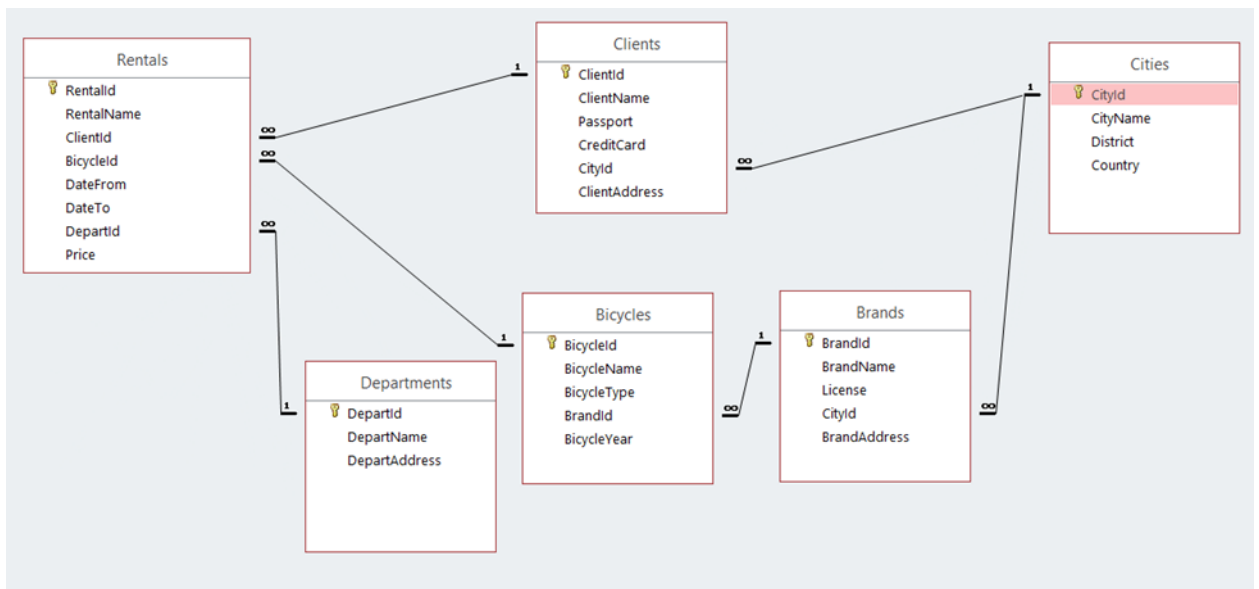 Rentals
RentalId
RentalName
ClientId
BicycleId
DateFrom
DateTo
DepartId
Price
Clients
ClientId
ClientName
Passport
CreditCard
CityId
ClientAddress
Cities
CityId
CityName
District
Country
Departments
DepartId
DepartName
DepartAddress
Bicycles
BicycleId
BicycleName
BicycleType
BrandId
BicycleYear
Brands
BrandId
BrandName
License
CityId
BrandAddress
∞
1
∞
1
∞
1
∞
1
∞
1
∞
1